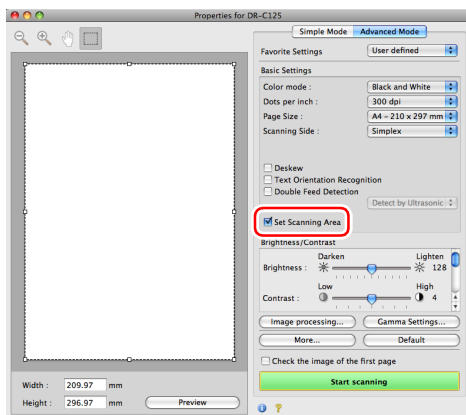 Properties for DR-C125
Simple Mode Advanced Mode
Favorite Settings User defined
Basic Settings
Color mode : Black and White
Dots per inch : 300 dpi
Page Size : A4 - 210 x 297 mm
Scanning Side : Simplex
Deskew
Text Orientation Recognition
Double Feed Detection
Detect by Ultrasonic
Set Scanning Area
Brightness/Contrast
Darken Lighten
Brightness : 128
Low High
Contrast : 4
Image processing... Gamma Settings...
More... Default
Check the image of the first page
Start scanning
Width : 209.97 mm
Height : 296.97 mm Preview